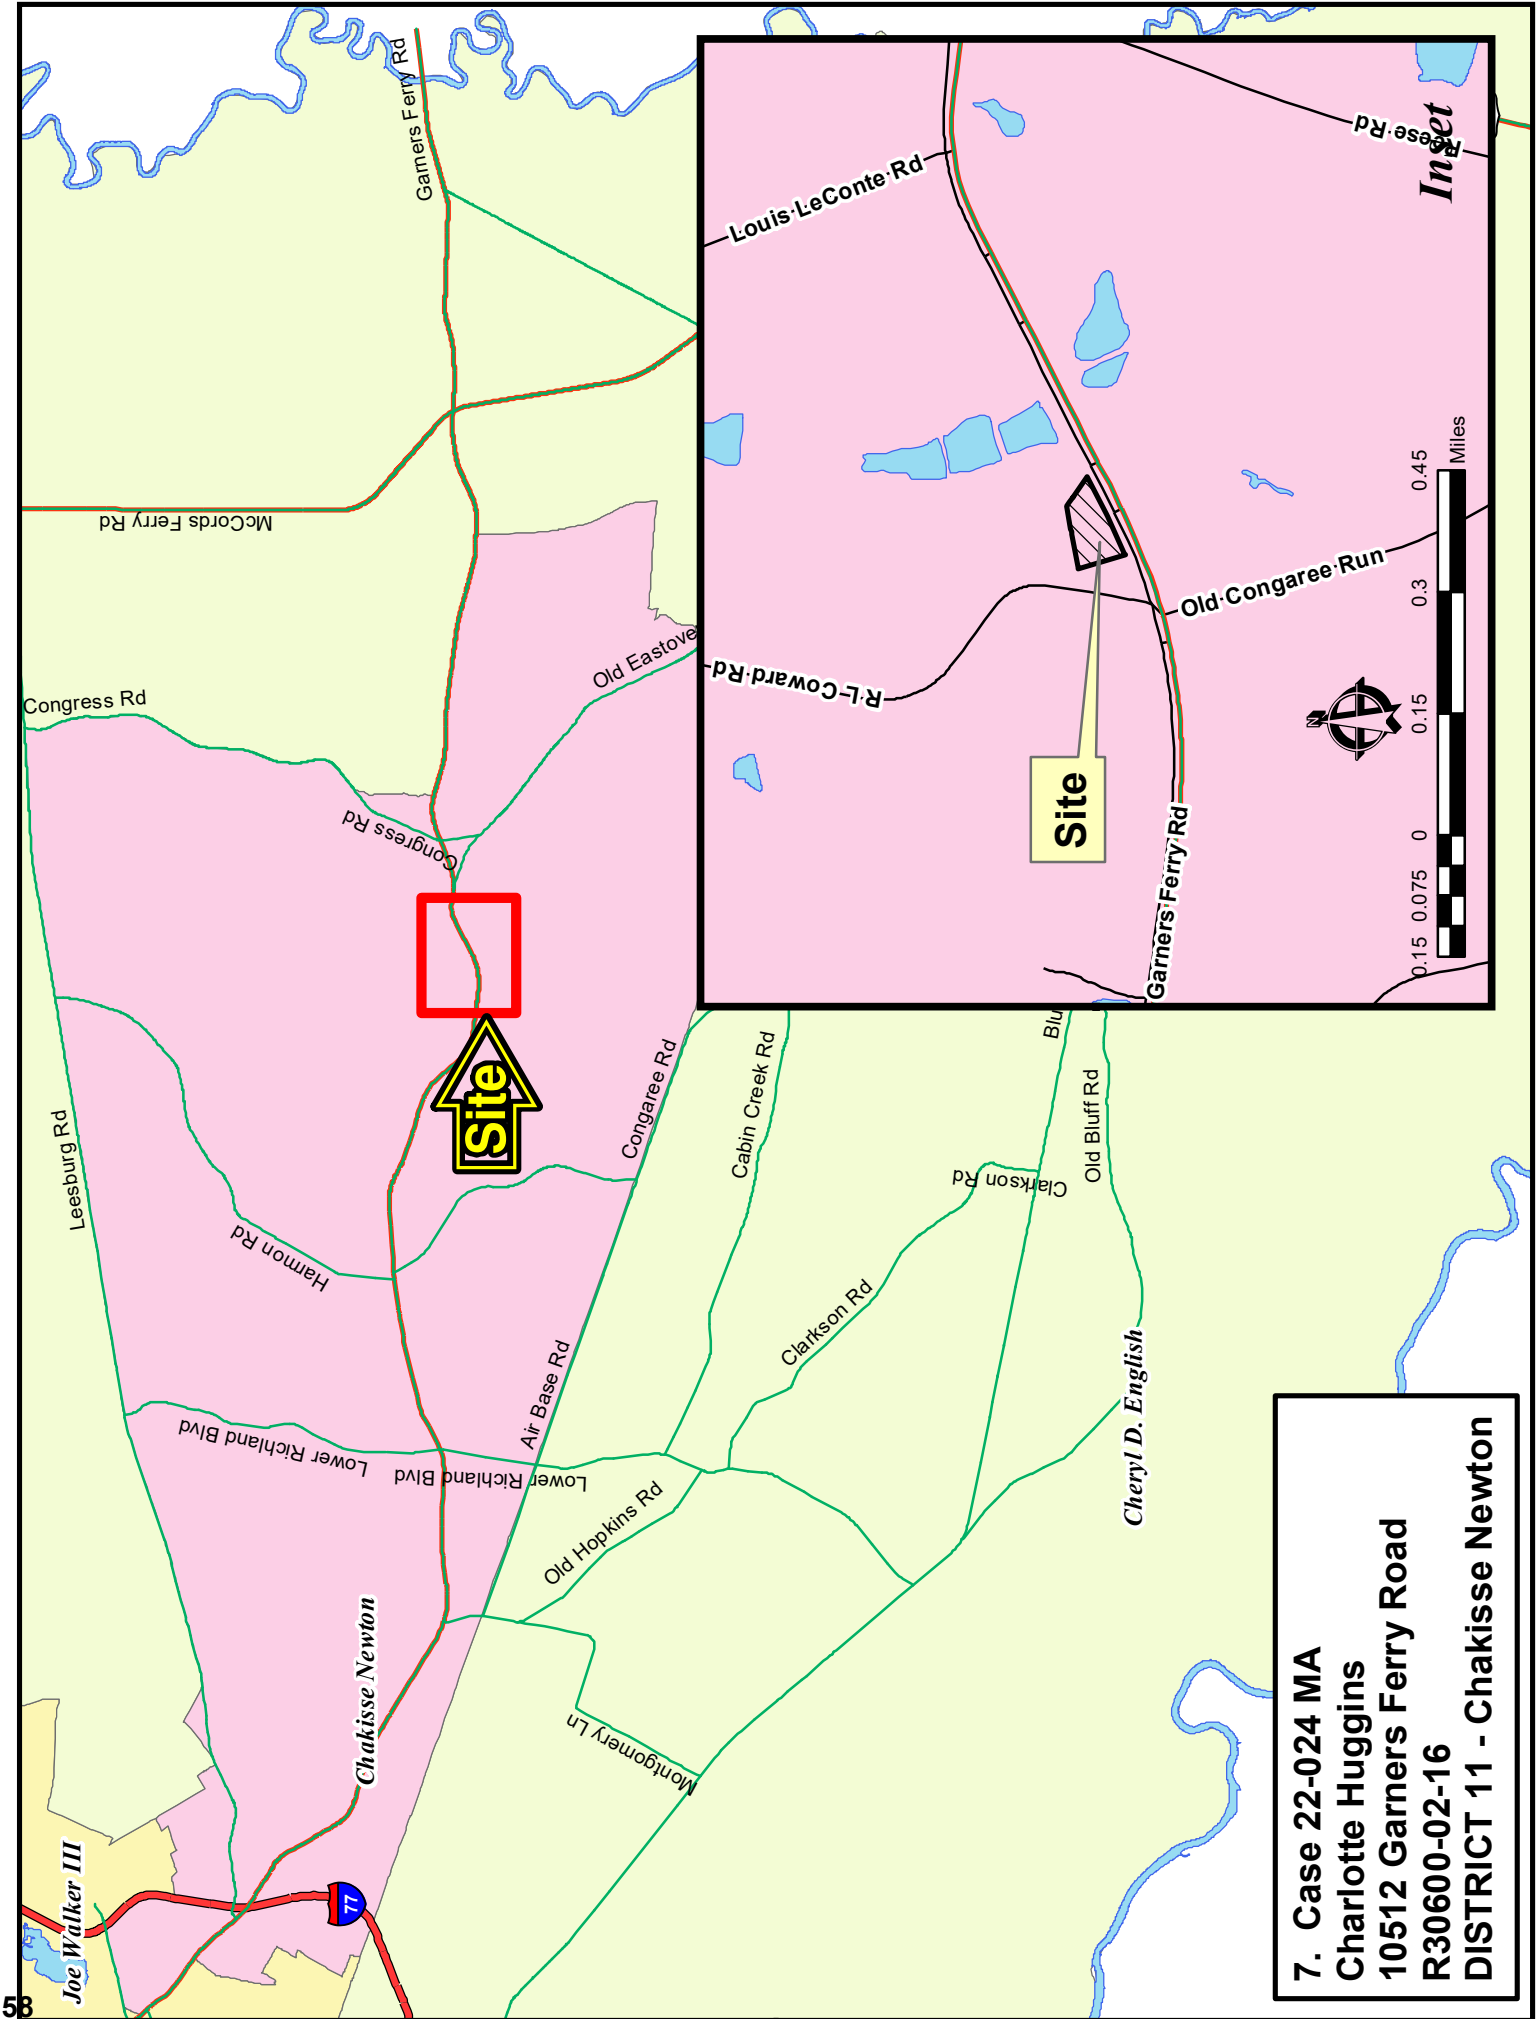 58
Joe Walker III
77
Chakisse Newton
Leesburg Rd
Lower Richland Blvd
Lower Richland Blvd
Harmon Rd
Air Base Rd
Congaree Rd
Site
Congress Rd
Congress Rd
McCords Ferry Rd
Garners Ferry Rd
Old Eastove
Montgomery Ln
Old Hopkins Rd
Clarkson Rd
Clarkson Rd
Cabin Creek Rd
Blu
Old Bluff Rd
Cheryl D. English
Louis LeConte Rd
R L Coward Rd
Site
Garners Ferry Rd
Old Congaree Run
Reese Rd
Inset
N
0.15 0.075 0 0.15 0.3 0.45
Miles
7. Case 22-024 MA
Charlotte Huggins
10512 Garners Ferry Road
R30600-02-16
DISTRICT 11 - Chakisse Newton